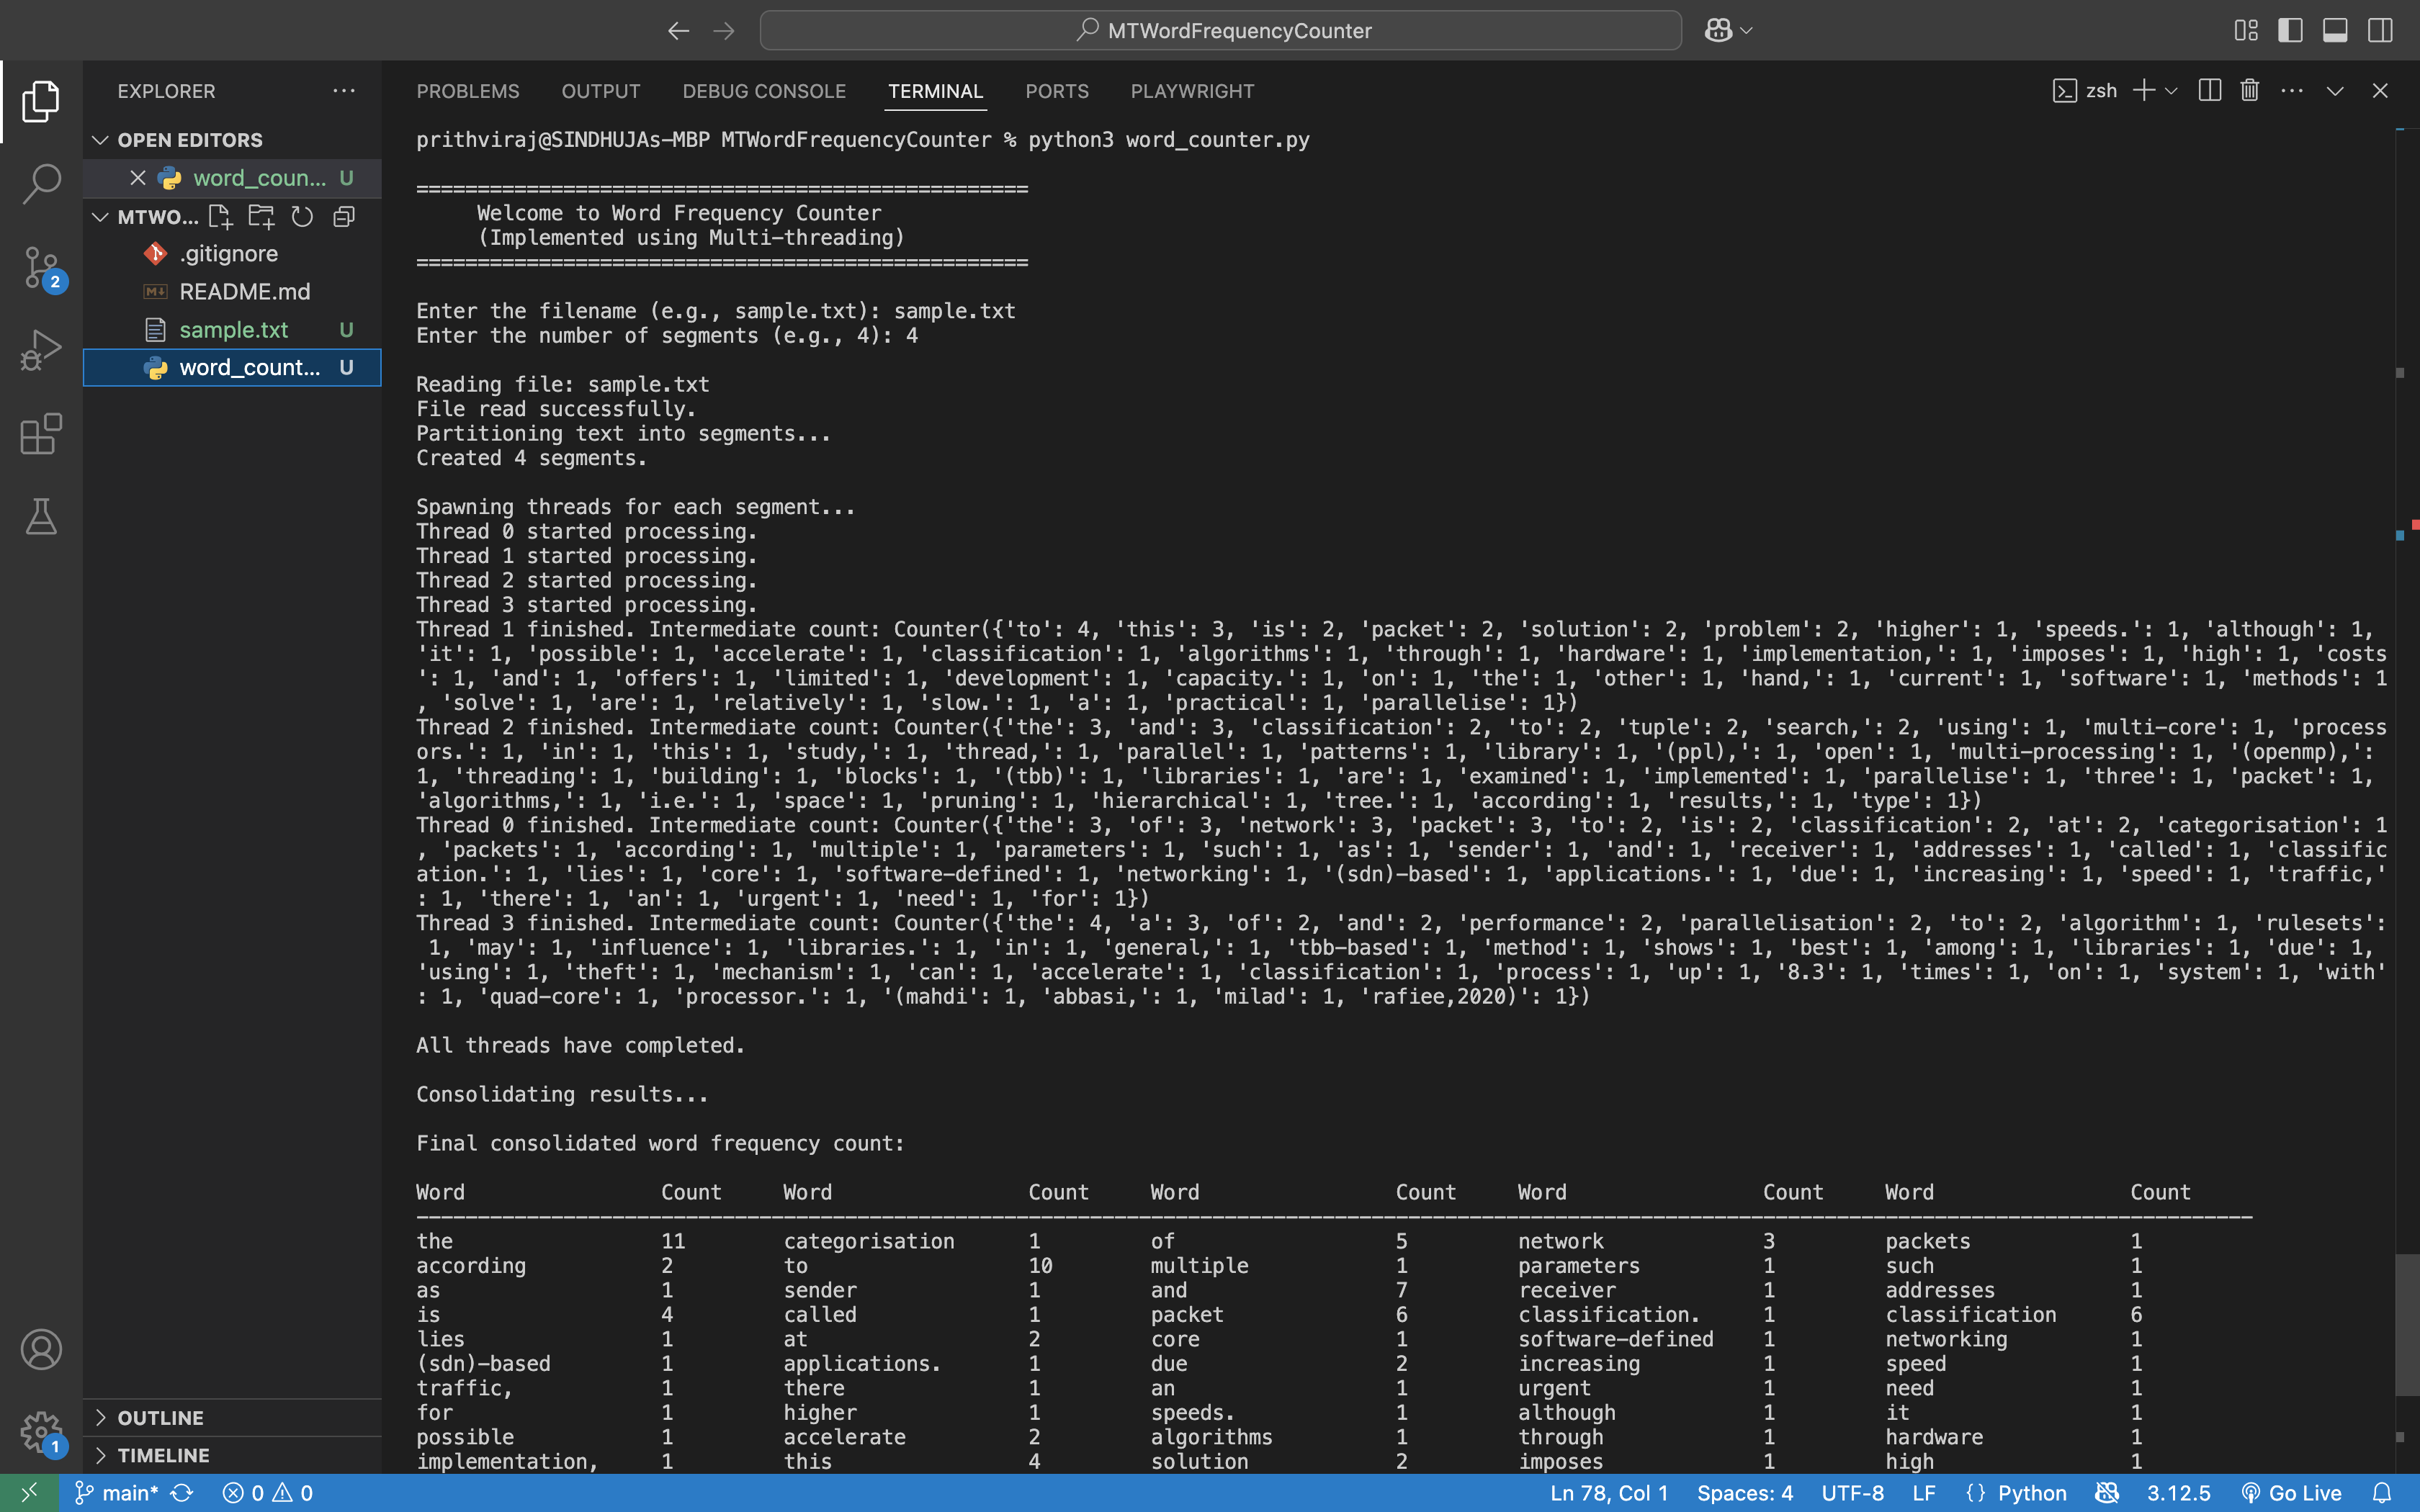 MTWordFrequencyCounter
EXPLORER
OPEN EDITORS
word_coun... U
MTWO...
.gitignore
README.md
sample.txt U
word_count... U
2
1
OUTLINE
TIMELINE
PROBLEMS OUTPUT DEBUG CONSOLE TERMINAL PORTS PLAYWRIGHT
zsh
prithviraj@SINDHUJAs-MBP MTWordFrequencyCounter % python3 word_counter.py
==================================================
Welcome to Word Frequency Counter
(Implemented using Multi-threading)
==================================================
Enter the filename (e.g., sample.txt): sample.txt
Enter the number of segments (e.g., 4): 4
Reading file: sample.txt
File read successfully.
Partitioning text into segments...
Created 4 segments.
Spawning threads for each segment...
Thread 0 started processing.
Thread 1 started processing.
Thread 2 started processing.
Thread 3 started processing.
Thread 1 finished. Intermediate count: Counter({'to': 4, 'this': 3, 'is': 2, 'packet': 2, 'solution': 2, 'problem': 2, 'higher': 1, 'speeds.': 1, 'although': 1,
'it': 1, 'possible': 1, 'accelerate': 1, 'classification': 1, 'algorithms': 1, 'through': 1, 'hardware': 1, 'implementation,': 1, 'imposes': 1, 'high': 1, 'costs
': 1, 'and': 1, 'offers': 1, 'limited': 1, 'development': 1, 'capacity.': 1, 'on': 1, 'the': 1, 'other': 1, 'hand,': 1, 'current': 1, 'software': 1, 'methods': 1
, 'solve': 1, 'are': 1, 'relatively': 1, 'slow.': 1, 'a': 1, 'practical': 1, 'parallelise': 1})
Thread 2 finished. Intermediate count: Counter({'the': 3, 'and': 3, 'classification': 2, 'to': 2, 'tuple': 2, 'search,': 2, 'using': 1, 'multi-core': 1, 'process
ors.': 1, 'in': 1, 'this': 1, 'study,': 1, 'thread,': 1, 'parallel': 1, 'patterns': 1, 'library': 1, '(ppl),': 1, 'open': 1, 'multi-processing': 1, '(openmp),':
1, 'threading': 1, 'building': 1, 'blocks': 1, '(tbb)': 1, 'libraries': 1, 'are': 1, 'examined': 1, 'implemented': 1, 'parallelise': 1, 'three': 1, 'packet': 1,
'algorithms,': 1, 'i.e.': 1, 'space': 1, 'pruning': 1, 'hierarchical': 1, 'tree.': 1, 'according': 1, 'results,': 1, 'type': 1})
Thread 0 finished. Intermediate count: Counter({'the': 3, 'of': 3, 'network': 3, 'packet': 3, 'to': 2, 'is': 2, 'classification': 2, 'at': 2, 'categorisation': 1
, 'packets': 1, 'according': 1, 'multiple': 1, 'parameters': 1, 'such': 1, 'as': 1, 'sender': 1, 'and': 1, 'receiver': 1, 'addresses': 1, 'called': 1, 'classific
ation.': 1, 'lies': 1, 'core': 1, 'software-defined': 1, 'networking': 1, '(sdn)-based': 1, 'applications.': 1, 'due': 1, 'increasing': 1, 'speed': 1, 'traffic,'
: 1, 'there': 1, 'an': 1, 'urgent': 1, 'need': 1, 'for': 1})
Thread 3 finished. Intermediate count: Counter({'the': 4, 'a': 3, 'of': 2, 'and': 2, 'performance': 2, 'parallelisation': 2, 'to': 2, 'algorithm': 1, 'rulesets':
1, 'may': 1, 'influence': 1, 'libraries.': 1, 'in': 1, 'general,': 1, 'tbb-based': 1, 'method': 1, 'shows': 1, 'best': 1, 'among': 1, 'libraries': 1, 'due': 1,
'using': 1, 'theft': 1, 'mechanism': 1, 'can': 1, 'accelerate': 1, 'classification': 1, 'process': 1, 'up': 1, '8.3': 1, 'times': 1, 'on': 1, 'system': 1, 'with'
: 1, 'quad-core': 1, 'processor.': 1, '(mahdi': 1, 'abbasi,': 1, 'milad': 1, 'rafiee,2020)': 1})
All threads have completed.
Consolidating results...
Final consolidated word frequency count:
Word Count Word Count Word Count Word Count Word Count
the 11 categorisation 1 of 5 network 3 packets 1
according 2 to 10 multiple 1 parameters 1 such 1
as 1 sender 1 and 7 receiver 1 addresses 1
is 4 called 1 packet 6 classification. 1 classification 6
lies 1 at 2 core 1 software-defined 1 networking 1
(sdn)-based 1 applications. 1 due 2 increasing 1 speed 1
traffic, 1 there 1 an 1 urgent 1 need 1
for 1 higher 1 speeds. 1 although 1 it 1
possible 1 accelerate 2 algorithms 1 through 1 hardware 1
implementation, 1 this 4 solution 2 imposes 1 high 1
main* 0 0 Ln 78, Col 1 Spaces: 4 UTF-8 LF {} Python 3.12.5 Go Live